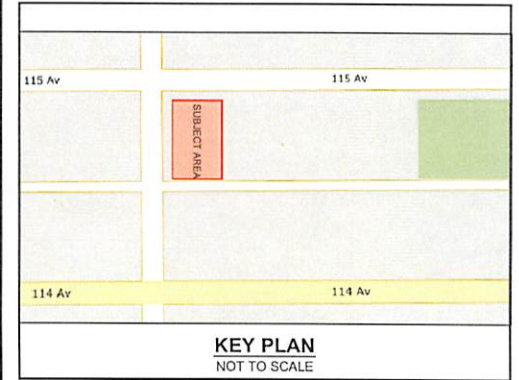 115 Av
115 Av
SUBJECT AREA
114 Av
114 Av
KEY PLAN
NOT TO SCALE